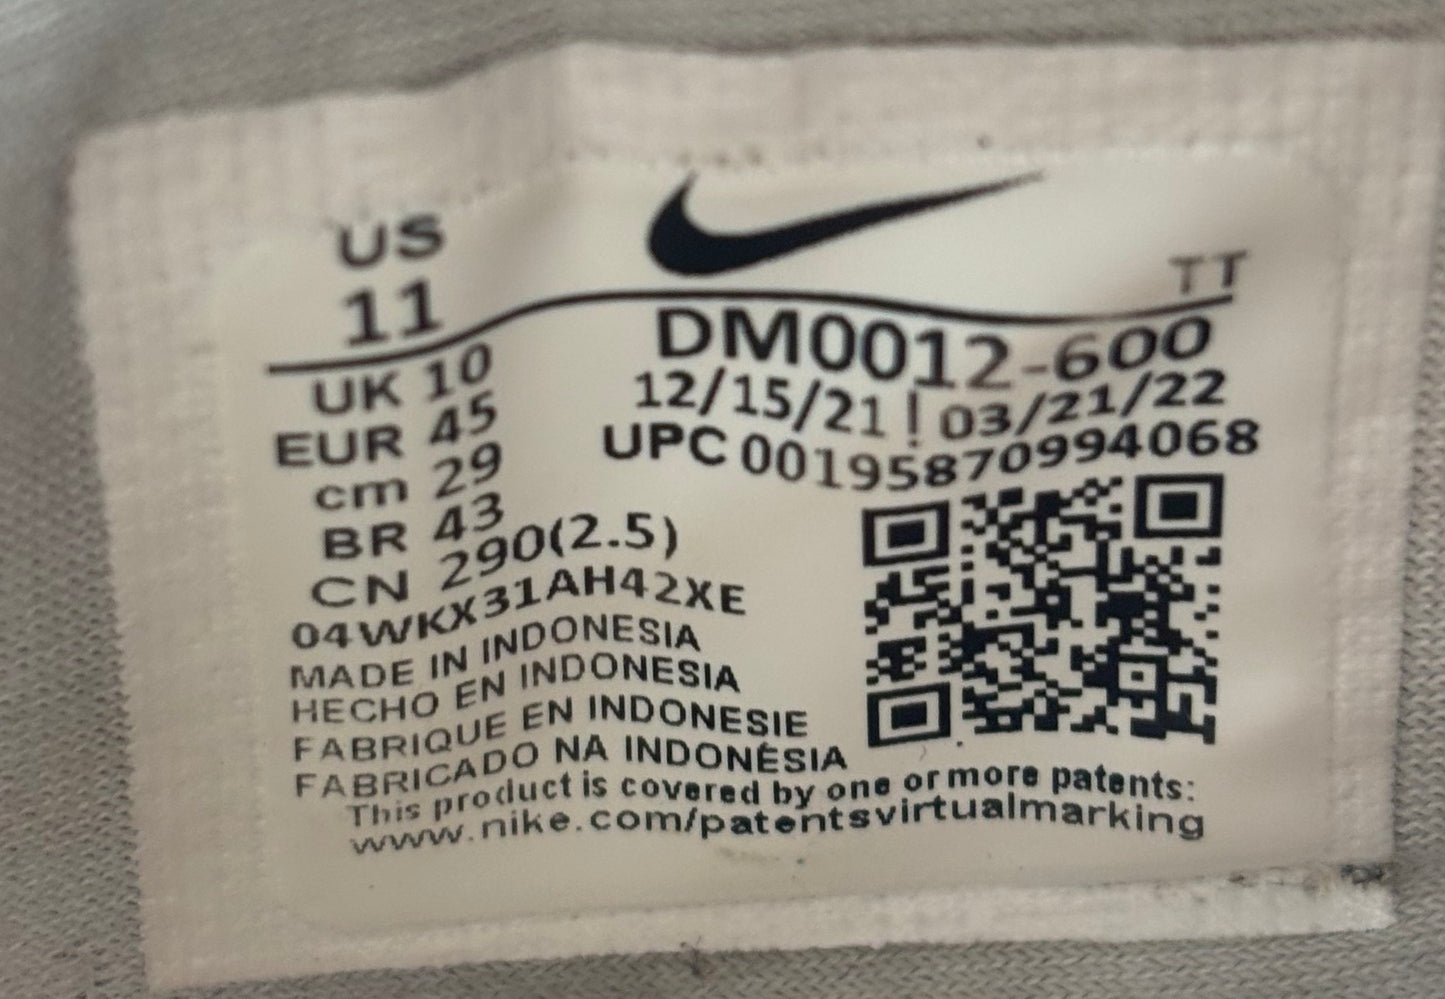 US
11
TT
UK 10
EUR 45
cm 29
BR 43
CN 290(2.5)
DM0012-600
12/15/21 ! 03/21/22
UPC 00195870994068
04WKX31AH42XE
MADE IN INDONESIA
HECHO EN INDONESIA
FABRIQUE EN INDONESIE
FABRICADO NA INDONÉSIA
This product is covered by one or more patents:
www.nike.com/patentsvirtualmarking